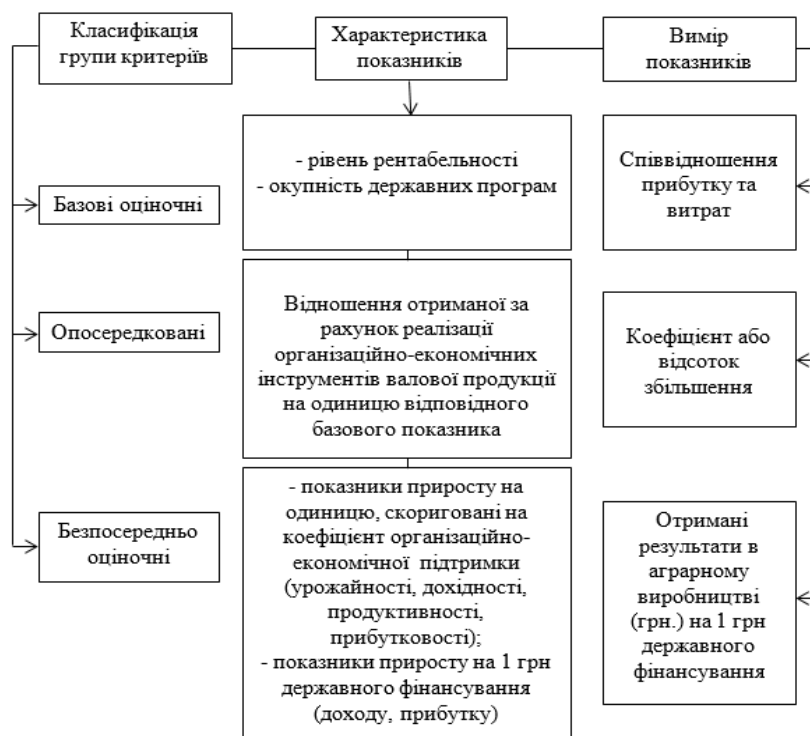 Класифікація
групи критеріїв
Характеристика
показників
Вимір
показників
Базові оціночні
- рівень рентабельності
- окупність державних програм
Співвідношення
прибутку та
витрат
Опосередковані
Відношення отриманої за
рахунок реалізації
організаційно-економічних
інструментів валової продукції
на одиницю відповідного
базового показника
Коефіцієнт або
відсоток
збільшення
Безпосередньо
оціночні
- показники приросту на
одиницю, скориговані на
коефіцієнт організаційно-
економічної підтримки
(урожайності, дохідності,
продуктивності,
прибутковості);
- показники приросту на 1 грн
державного фінансування
(доходу, прибутку)
Отримані
результати в
аграрному
виробництві
(грн.) на 1 грн
державного
фінансування